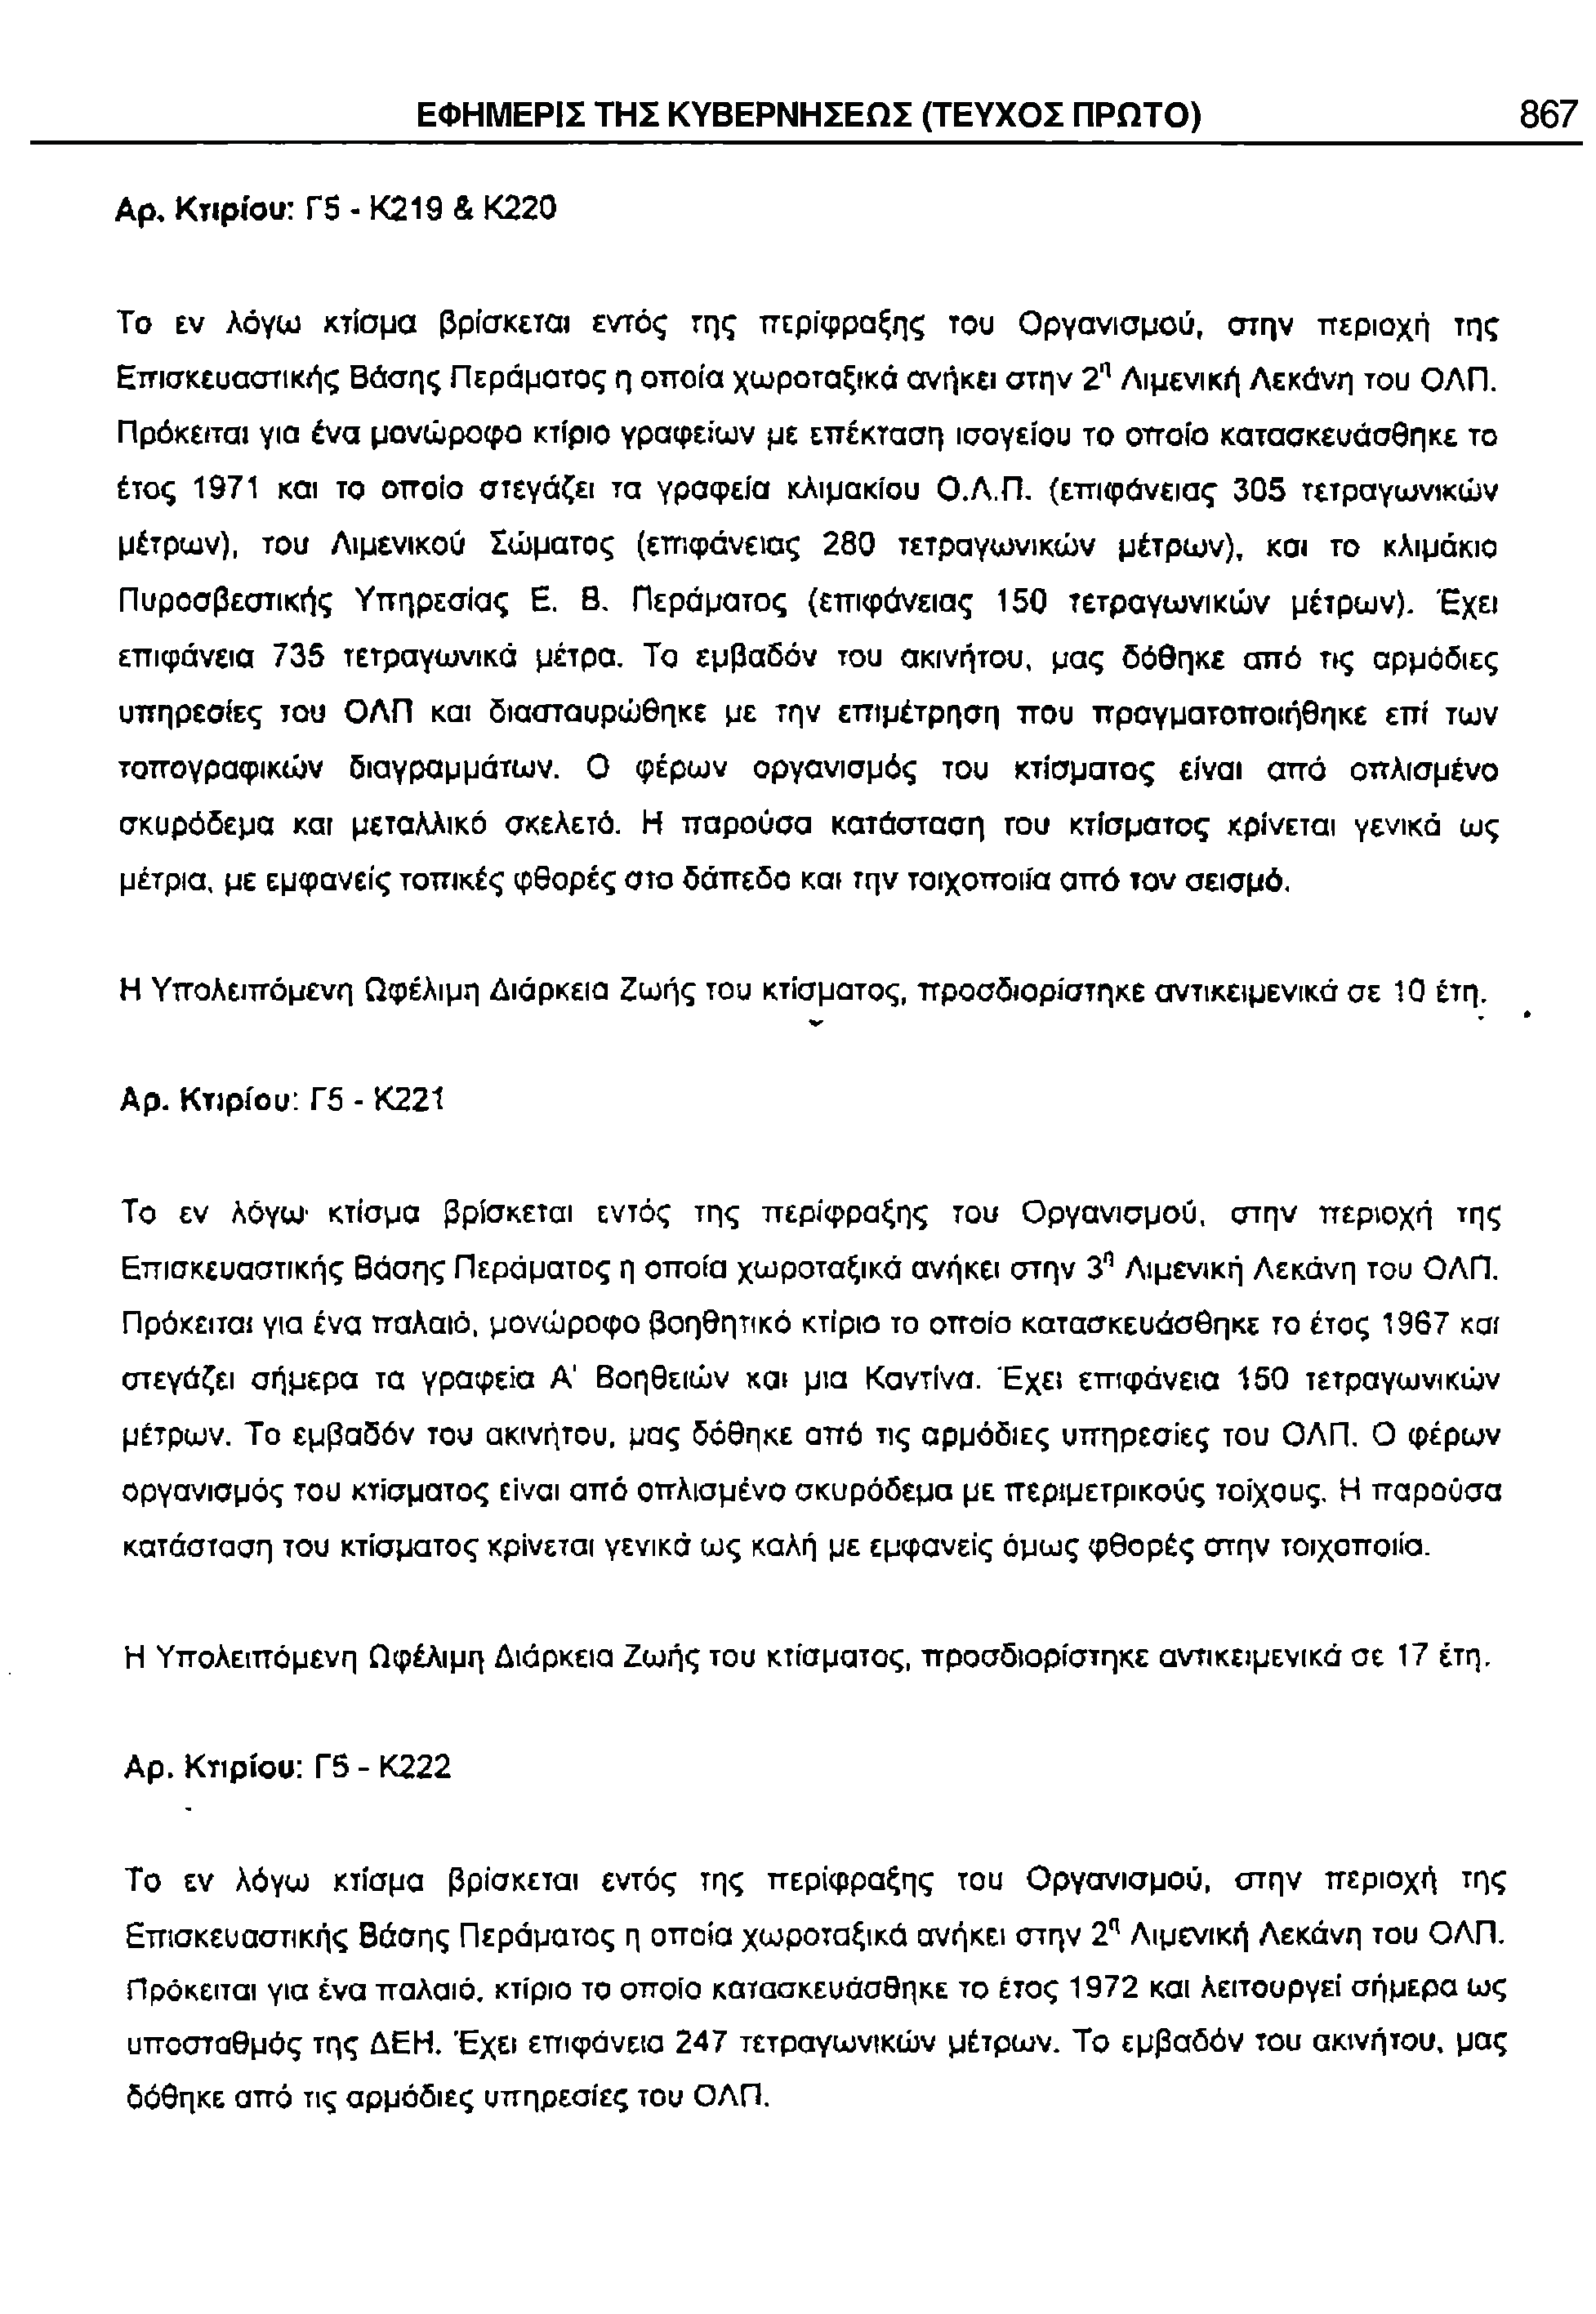 ΕΦΗΜΕΡΙΣ ΤΗΣ ΚΥΒΕΡΝΗΣΕΩΣ (ΤΕΥΧΟΣ ΠΡΩΤΟ) 867
Αρ. Κτιρίου: Γ5 - Κ219 & Κ220
Το εν λόγω κτίσμα βρίσκεται εντός της περίφραξης του Οργανισμού, στην περιοχή της
Επισκευαστικής Βάσης Περάματος η οποία χωροταξικά ανήκει στην 2η Λιμενική Λεκάνη του ΟΛΠ.
Πρόκειται για ένα μονώροφο κτίριο γραφείων με επέκταση ισογείου το οποίο κατασκευάσθηκε το
έτος 1971 και το οποίο στεγάζει τα γραφεία κλιμακίου Ο.Λ.Π. (επιφάνειας 305 τετραγωνικών
μέτρων), του Λιμενικού Σώματος (επιφάνειας 280 τετραγωνικών μέτρων), και το κλιμάκιο
Πυροσβεστικής Υπηρεσίας Ε. Β. Περάματος (επιφάνειας 150 τετραγωνικών μέτρων). Έχει
επιφάνεια 735 τετραγωνικά μέτρα. Το εμβαδόν του ακινήτου, μας δόθηκε από τις αρμόδιες
υπηρεσίες του ΟΛΠ και διασταυρώθηκε με την επιμέτρηση που πραγματοποιήθηκε επί των
τοπογραφικών διαγραμμάτων. Ο φέρων οργανισμός του κτίσματος είναι από οπλισμένο
σκυρόδεμα και μεταλλικό σκελετό. Η παρούσα κατάσταση του κτίσματος κρίνεται γενικά ως
μέτρια, με εμφανείς τοπικές φθορές στο δάπεδο και την τοιχοποιία από τον σεισμό.
Η Υπολειπόμενη Ωφέλιμη Διάρκεια Ζωής του κτίσματος, προσδιορίστηκε αντικειμενικά σε 10 έτη.
Αρ. Κτιρίου: Γ5 - Κ221
Το εν λόγω κτίσμα βρίσκεται εντός της περίφραξης του Οργανισμού, στην περιοχή της
Επισκευαστικής Βάσης Περάματος η οποία χωροταξικά ανήκει στην 3η Λιμενική Λεκάνη του ΟΛΠ.
Πρόκειται για ένα παλαιό, μονώροφο βοηθητικό κτίριο το οποίο κατασκευάσθηκε το έτος 1967 και
στεγάζει σήμερα τα γραφεία Α' Βοηθειών και μια Καντίνα. Έχει επιφάνεια 150 τετραγωνικών
μέτρων. Το εμβαδόν του ακινήτου, μας δόθηκε από τις αρμόδιες υπηρεσίες του ΟΛΠ. Ο φέρων
οργανισμός του κτίσματος είναι από οπλισμένο σκυρόδεμα με περιμετρικούς τοίχους. Η παρούσα
κατάσταση του κτίσματος κρίνεται γενικά ως καλή με εμφανείς όμως φθορές στην τοιχοποιία.
Η Υπολειπόμενη Ωφέλιμη Διάρκεια Ζωής του κτίσματος, προσδιορίστηκε αντικειμενικά σε 17 έτη.
Αρ. Κτιρίου: Γ5 - Κ222
Το εν λόγω κτίσμα βρίσκεται εντός της περίφραξης του Οργανισμού, στην περιοχή της
Επισκευαστικής Βάσης Περάματος η οποία χωροταξικά ανήκει στην 2η Λιμενική Λεκάνη του ΟΛΠ.
Πρόκειται για ένα παλαιό, κτίριο το οποίο κατασκευάσθηκε το έτος 1972 και λειτουργεί σήμερα ως
υποσταθμός της ΔΕΗ. Έχει επιφάνεια 247 τετραγωνικών μέτρων. Το εμβαδόν του ακινήτου, μας
δόθηκε από τις αρμόδιες υπηρεσίες του ΟΛΠ.